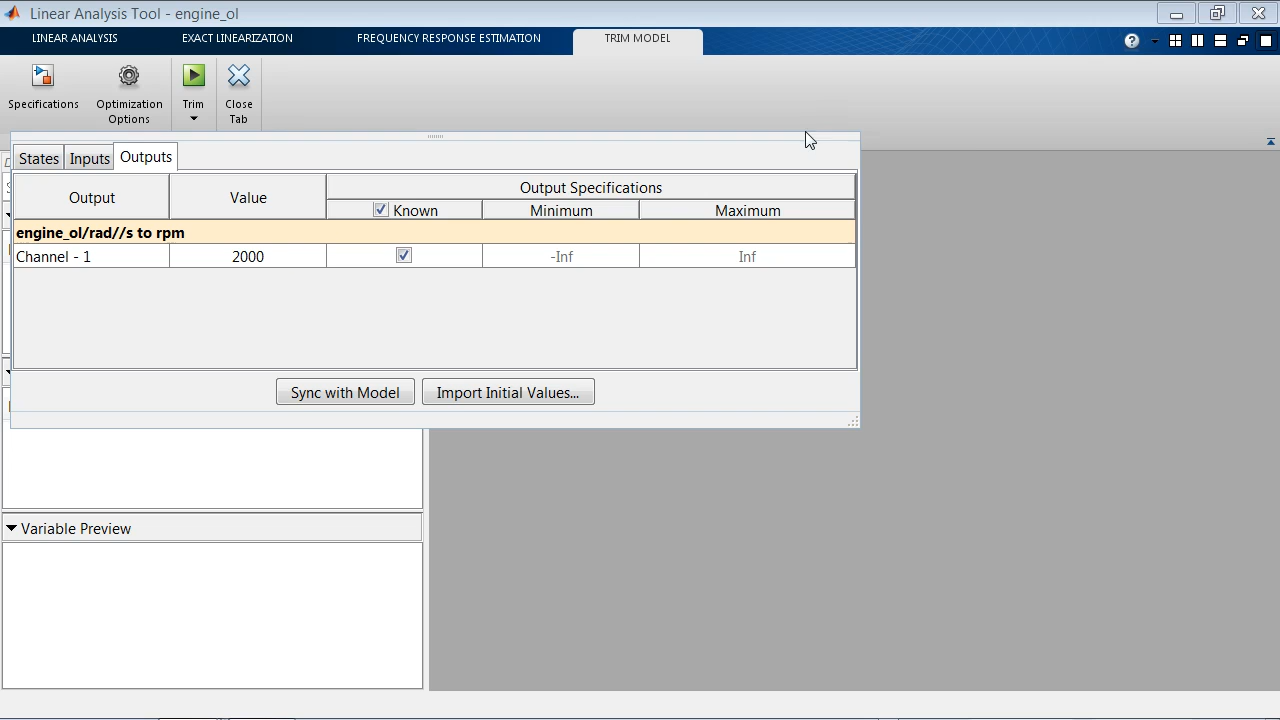 Linear Analysis Tool - engine_ol
LINEAR ANALYSIS EXACT LINEARIZATION FREQUENCY RESPONSE ESTIMATION TRIM MODEL
?
Specifications Optimization Options Trim Close Tab
States Inputs Outputs
Output Value Output Specifications
Known Minimum Maximum
engine_ol/rad//s to rpm
Channel - 1 2000 -Inf Inf
Sync with Model Import Initial Values...
Variable Preview